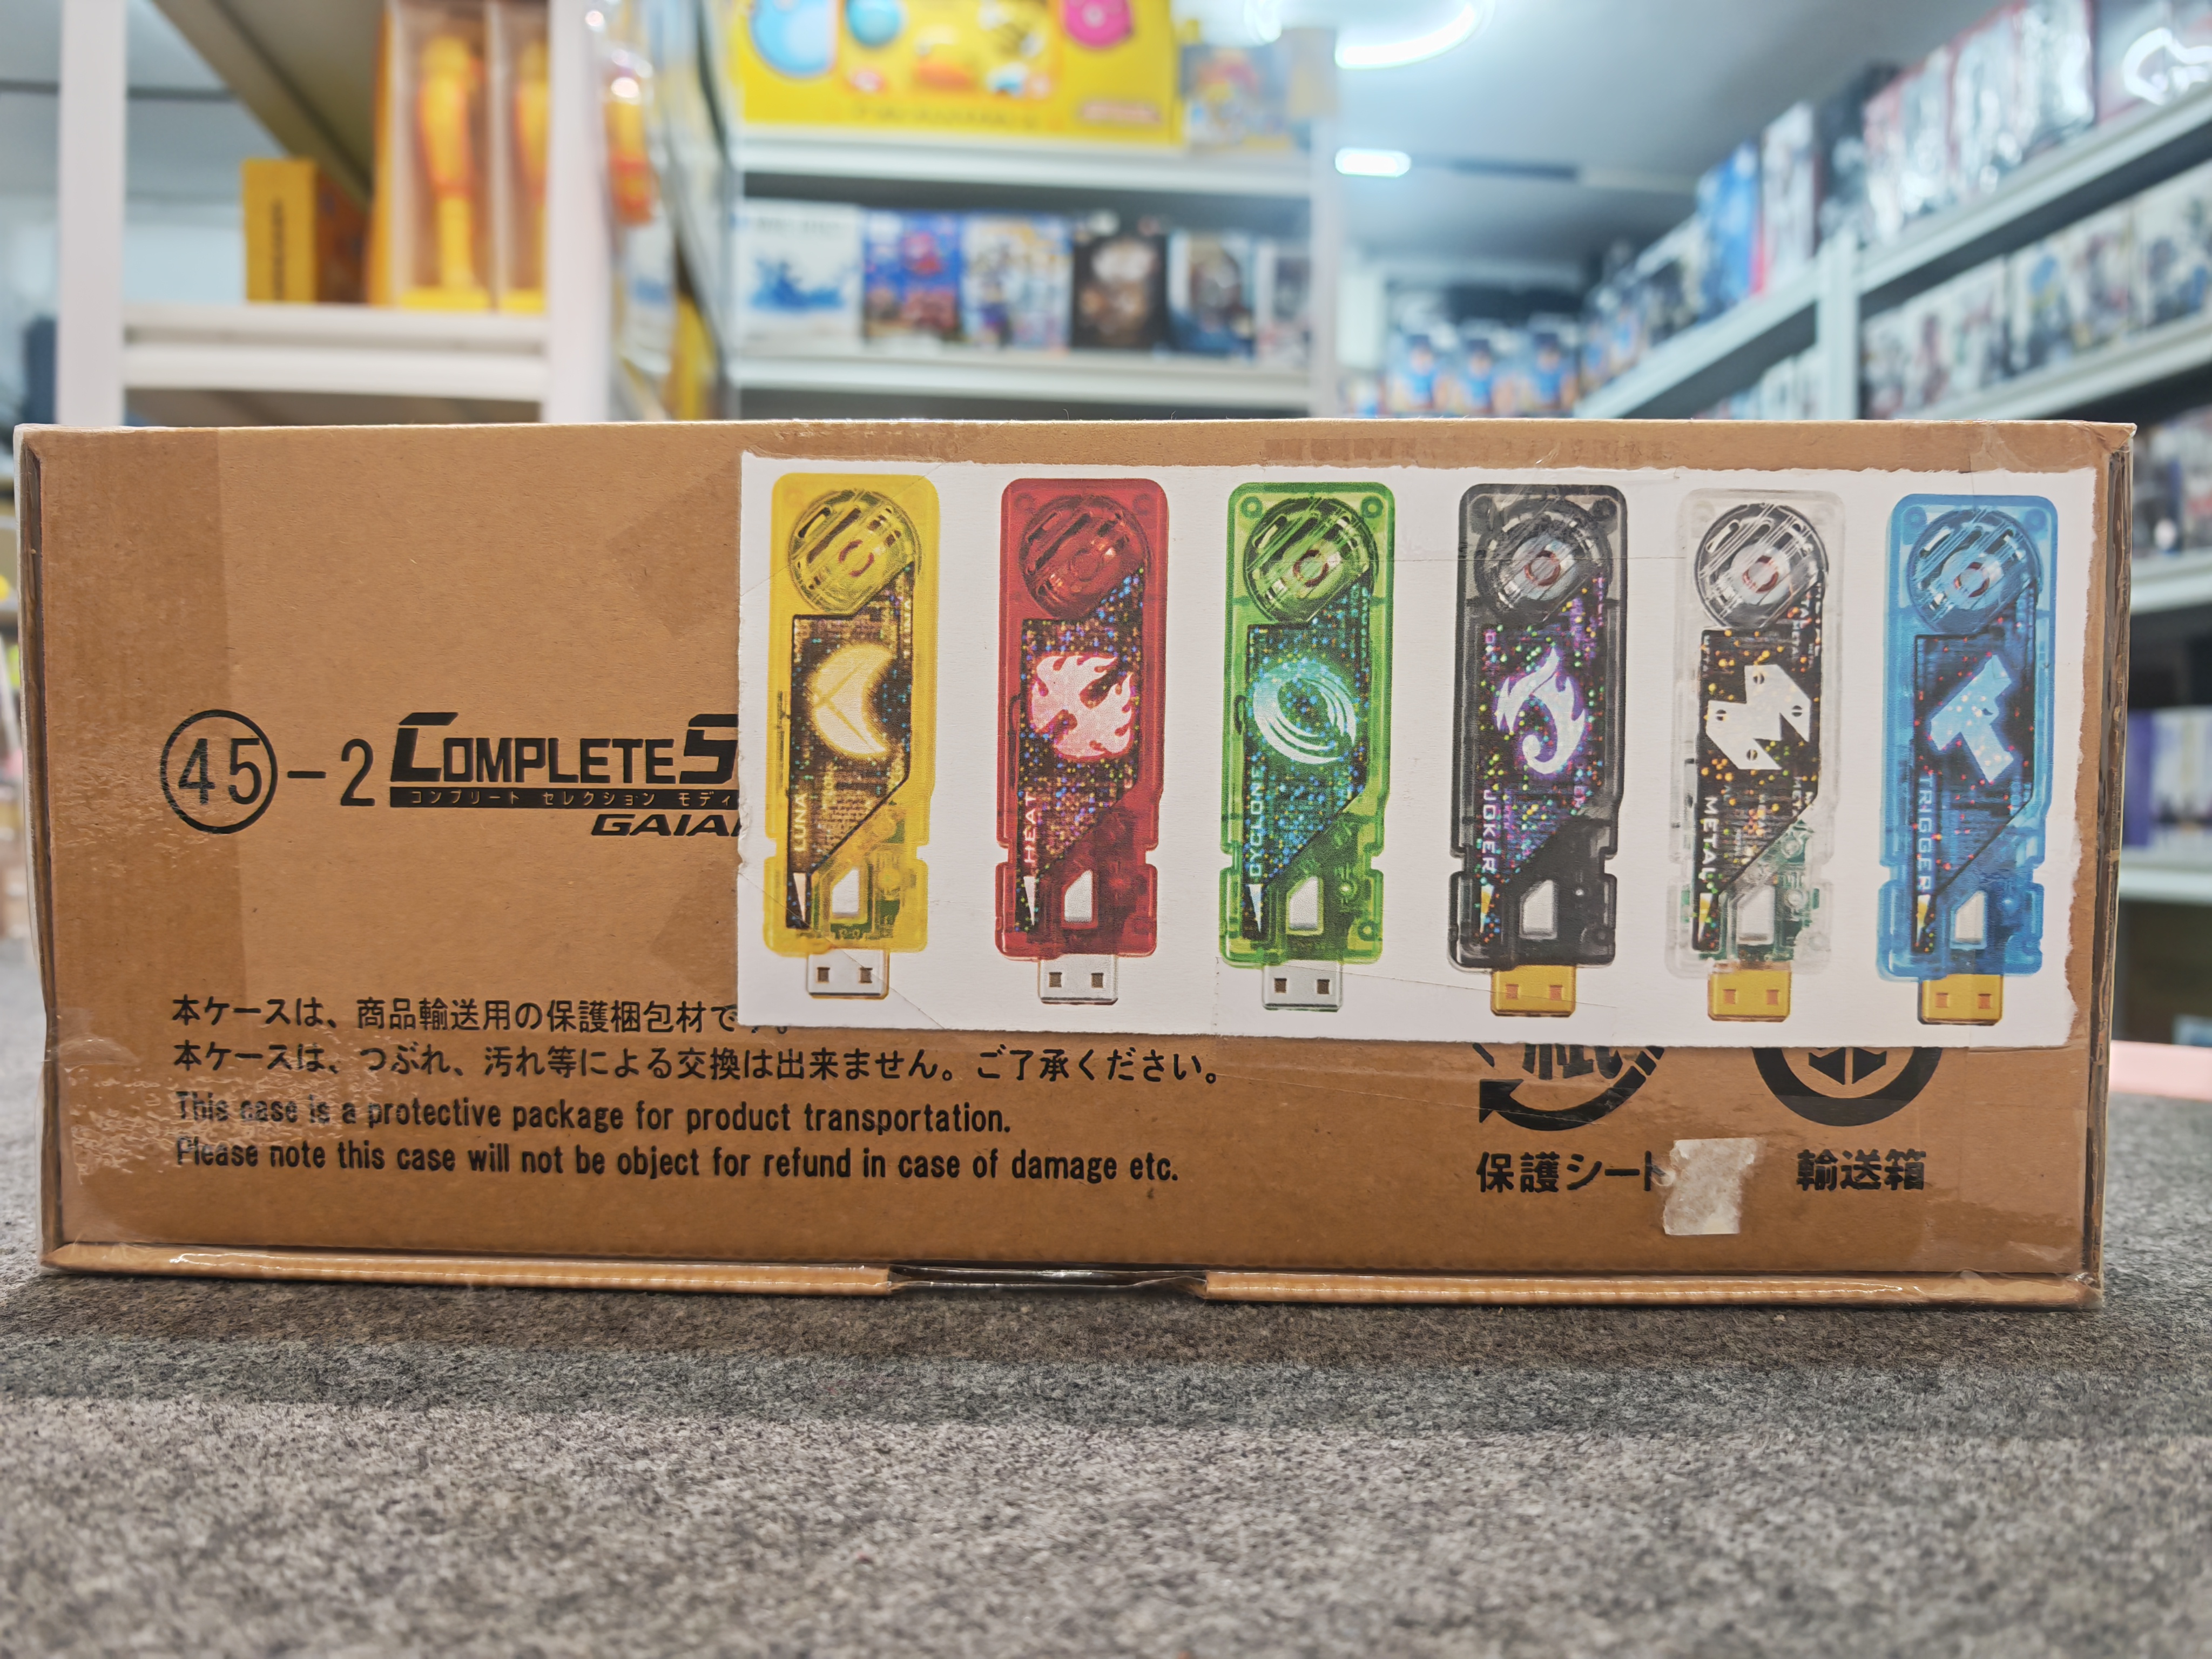 45-2 COMPLETE S
コンプリート セレクション モディ
GAIA
LUNA
HEAT
CYCLONE
JOKER
METAL
TRIGGER
本ケースは、商品輸送用の保護梱包材で。
本ケースは、つぶれ、汚れ等による交換は出来ません。ご了承ください。
This case is a protective package for product transportation.
Please note this case will not be object for refund in case of damage etc.
保護シート
輸送箱